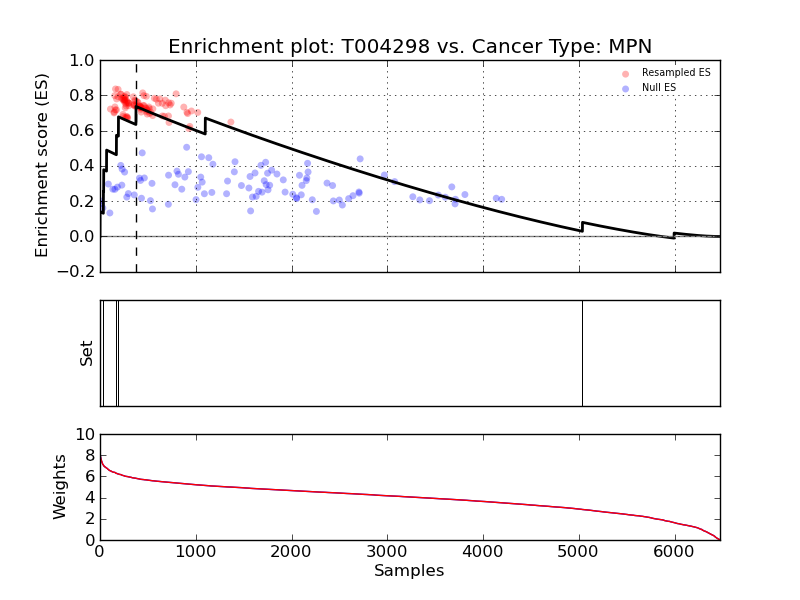 Enrichment plot: T004298 vs. Cancer Type: MPN
1.0
0.8
0.6
0.4
0.2
0.0
−0.2
Enrichment score (ES)
Resampled ES
Null ES
Set
10
8
6
4
2
0
Weights
0 1000 2000 3000 4000 5000 6000
Samples